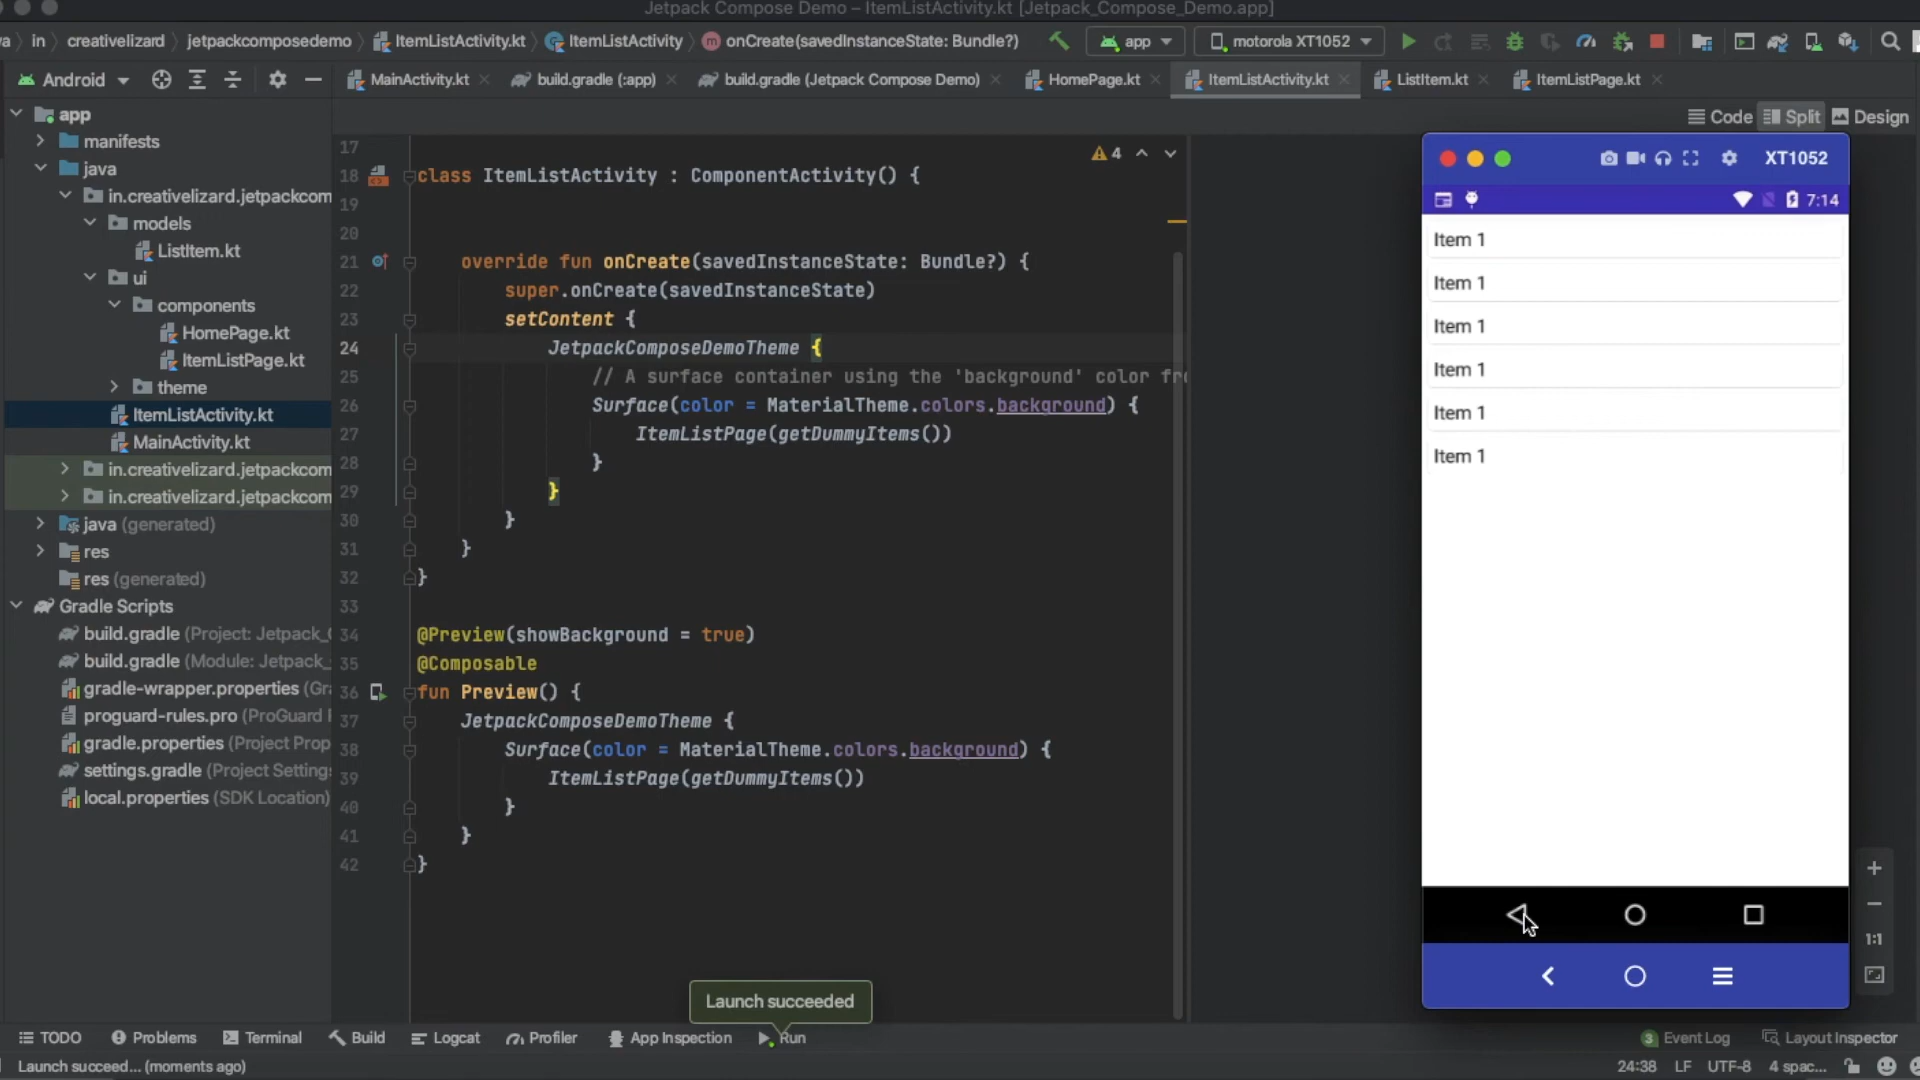 Jetpack Compose Demo – ItemListActivity.kt [Jetpack_Compose_Demo.app]
in creativelizard jetpackcomposedemo ItemListActivity.kt ItemListActivity onCreate(savedInstanceState: Bundle?) app motorola XT1052
Android MainActivity.kt build.gradle (:app) build.gradle (Jetpack Compose Demo) HomePage.kt ItemListActivity.kt ListItem.kt ItemListPage.kt
Code Split Design
app
manifests
java
in.creativelizard.jetpackcom
models
ListItem.kt
ui
components
HomePage.kt
ItemListPage.kt
theme
ItemListActivity.kt
MainActivity.kt
in.creativelizard.jetpackcom
in.creativelizard.jetpackcom
java (generated)
res
res (generated)
Gradle Scripts
build.gradle (Project: Jetpack_
build.gradle (Module: Jetpack_
gradle-wrapper.properties (Gra
proguard-rules.pro (ProGuard
gradle.properties (Project Prop
settings.gradle (Project Settings
local.properties (SDK Location)
4
17
18 class ItemListActivity : ComponentActivity() {
19
20
21 override fun onCreate(savedInstanceState: Bundle?) {
22 super.onCreate(savedInstanceState)
23 setContent {
24 JetpackComposeDemoTheme {
25 // A surface container using the 'background' color fr
26 Surface(color = MaterialTheme.colors.background) {
27 ItemListPage(getDummyItems())
28 }
29 }
30 }
31 }
32 }
33
34 @Preview(showBackground = true)
35 @Composable
36 fun Preview() {
37 JetpackComposeDemoTheme {
38 Surface(color = MaterialTheme.colors.background) {
39 ItemListPage(getDummyItems())
40 }
41 }
42 }
XT1052
7:14
Item 1
Item 1
Item 1
Item 1
Item 1
Item 1
1:1
Launch succeeded
TODO Problems Terminal Build Logcat Profiler App Inspection Run 3 Event Log Layout Inspector
Launch succeed... (moments ago) 24:38 LF UTF-8 4 spac...